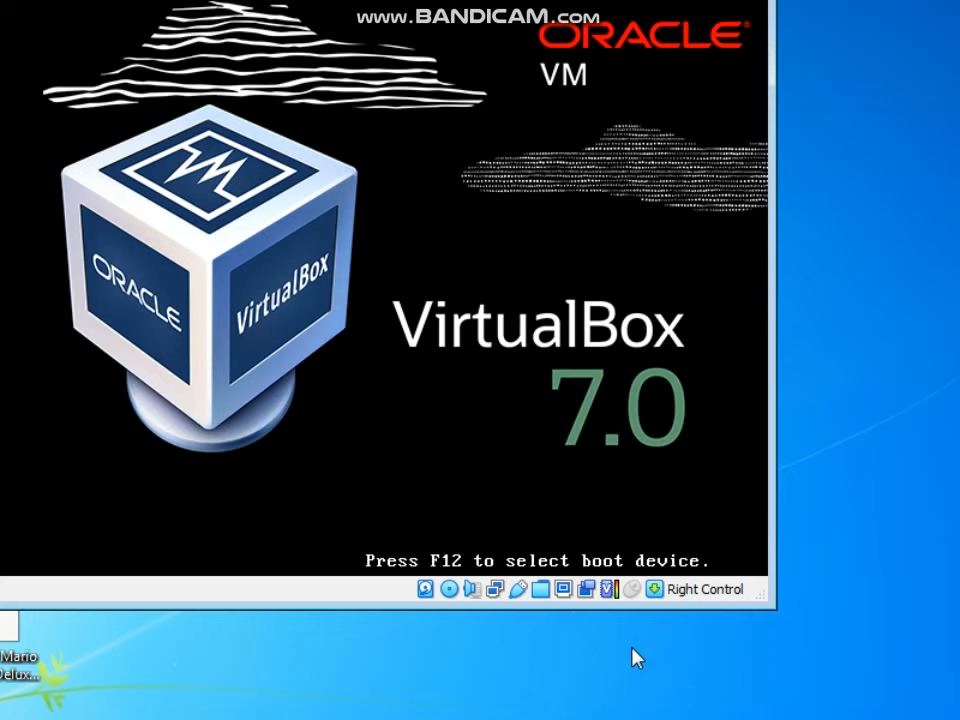 www.BANDICAM.com
ORACLE
VM
ORACLE
VirtualBox
VirtualBox
7.0
Press F12 to select boot device.
Right Control
Mario
Delux...